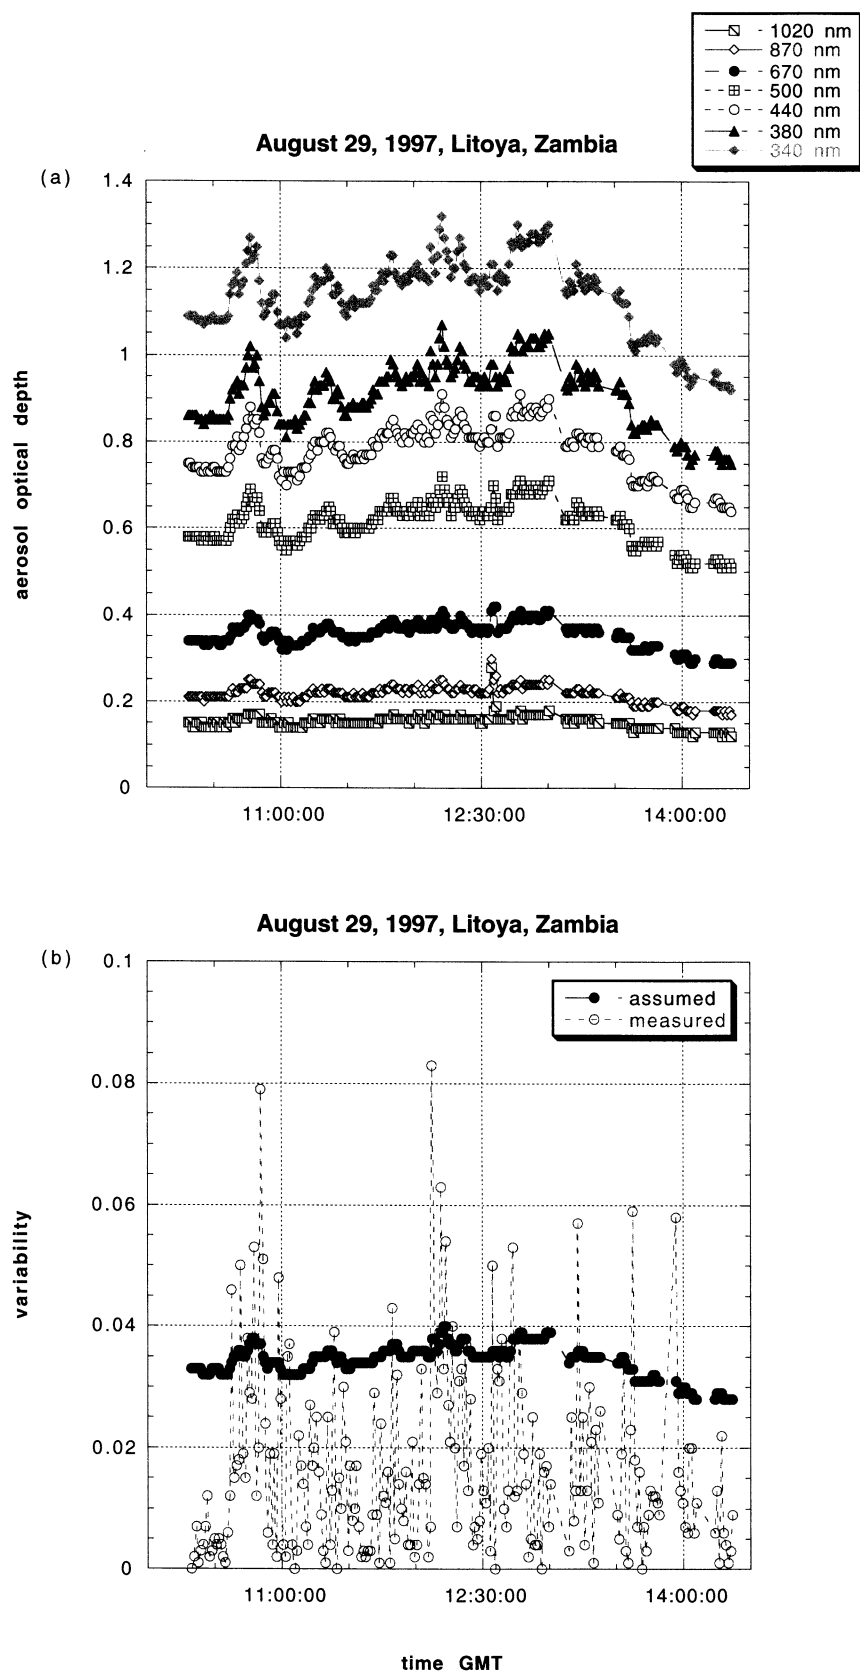 1020 nm
870 nm
670 nm
500 nm
440 nm
380 nm
340 nm
August 29, 1997, Litoya, Zambia
(a)
1.4
1.2
1
0.8
0.6
0.4
0.2
0
aerosol optical depth
11:00:00 12:30:00 14:00:00
August 29, 1997, Litoya, Zambia
(b)
0.1
0.08
0.06
0.04
0.02
0
variability
assumed
measured
11:00:00 12:30:00 14:00:00
time GMT